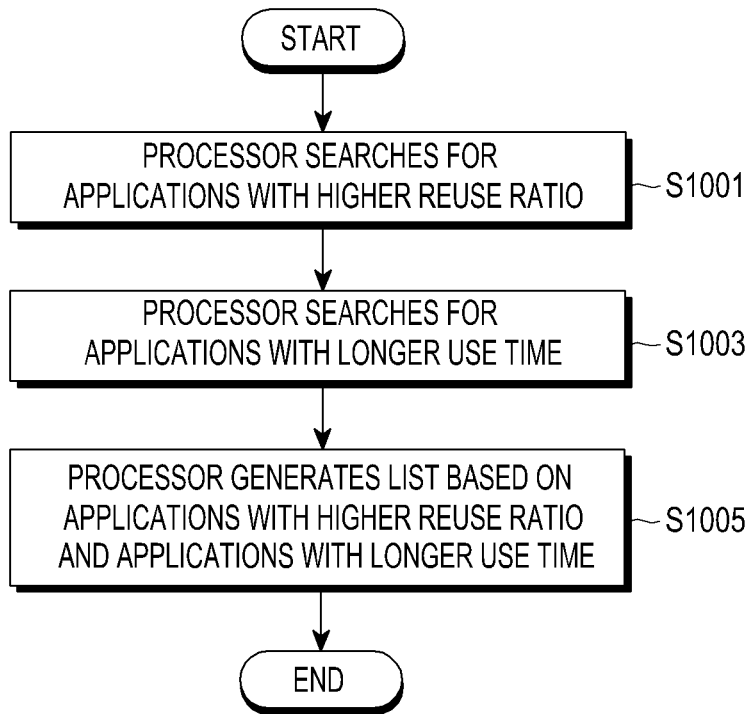 START
PROCESSOR SEARCHES FOR
APPLICATIONS WITH HIGHER REUSE RATIO
S1001
PROCESSOR SEARCHES FOR
APPLICATIONS WITH LONGER USE TIME
S1003
PROCESSOR GENERATES LIST BASED ON
APPLICATIONS WITH HIGHER REUSE RATIO
AND APPLICATIONS WITH LONGER USE TIME
S1005
END